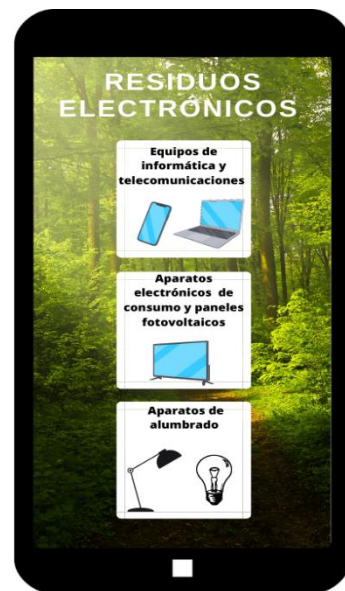 RESIDUOS
ELECTRÓNICOS
Equipos de
informática y
telecomunicaciones
Aparatos
electrónicos de
consumo y paneles
fotovoltaicos
Aparatos de
alumbrado